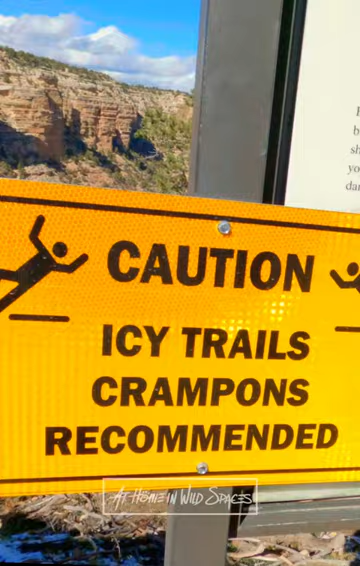 CAUTION
ICY TRAILS
CRAMPONS
RECOMMENDED
AT HOME IN WILD SPACES